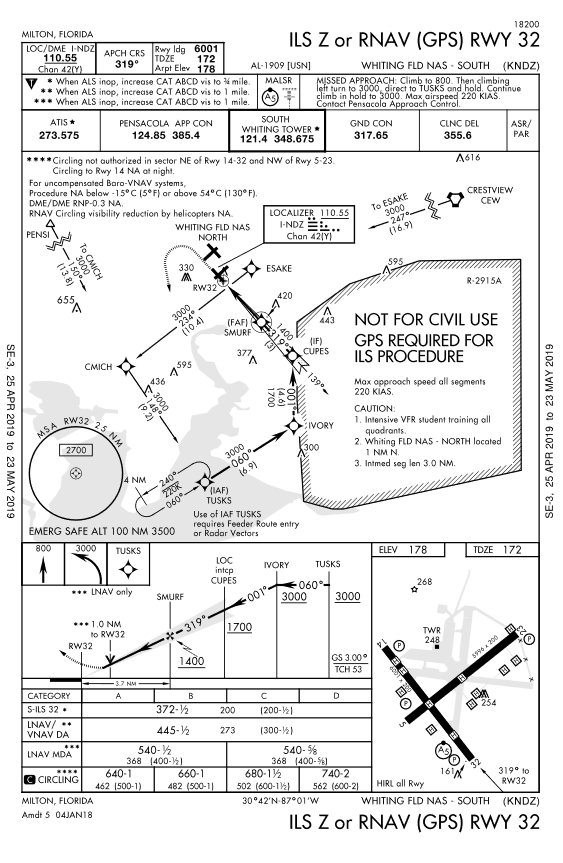 18200
MILTON, FLORIDA
ILS Z or RNAV (GPS) RWY 32
LOC/DME I-NDZ
110.55
Chan 42(Y)
APCH CRS
319°
Rwy ldg 6001
TDZE 172
Arpt Elev 178
AL-1909 [USN]
WHITING FLD NAS - SOUTH (KNDZ)
T
* When ALS inop, increase CAT ABCD vis to ¾ mile.
** When ALS inop, increase CAT ABCD vis to 1 mile.
*** When ALS inop, increase CAT ABCD vis to 1 mile.
MALSR
A5
MISSED APPROACH: Climb to 800. Then climbing
left turn to 3000, direct to TUSKS and hold. Continue
climb in hold to 3000. Max airspeed 220 KIAS.
Contact Pensacola Approach Control.
ATIS *
273.575
PENSACOLA APP CON
124.85 385.4
SOUTH
WHITING TOWER *
121.4 348.675
GND CON
317.65
CLNC DEL
355.6
ASR/
PAR
****Circling not authorized in sector NE of Rwy 14-32 and NW of Rwy 5-23.
Circling to Rwy 14 NA at night.
For uncompensated Baro-VNAV systems,
Procedure NA below -15°C (5°F) or above 54°C (130°F).
DME/DME RNP-0.3 NA.
RNAV Circling visibility reduction by helicopters NA.
616
CRESTVIEW
CEW
To ESAKE
3000
247°
(16.9)
LOCALIZER 110.55
I-NDZ
Chan 42(Y)
WHITING FLD NAS
NORTH
PENSI
To CMICH
3000
150°
(13.8)
655
330
RW32
ESAKE
595
R-2915A
420
443
3000
234°
(10.4)
(FAF)
SMURF
1400
319°
(3)
(IF)
CUPES
139°
377
CMICH
595
436
3000
148°
(9.2)
001°
1700
(4.6)
IVORY
300
NOT FOR CIVIL USE
GPS REQUIRED FOR
ILS PROCEDURE
Max approach speed all segments
220 KIAS.
CAUTION:
1. Intensive VFR student training all
quadrants.
2. Whiting FLD NAS - NORTH located
1 NM N.
3. Intmed seg len 3.0 NM.
MSA RW32 25 NM
2700
3000
060°
(6.9)
4 NM
240°
220K
060°
(IAF)
TUSKS
Use of IAF TUSKS
requires Feeder Route entry
or Radar Vectors
EMERG SAFE ALT 100 NM 3500
SE-3, 25 APR 2019 to 23 MAY 2019
SE-3, 25 APR 2019 to 23 MAY 2019
800
3000
TUSKS
*** LNAV only
LOC
intcp
CUPES
IVORY
TUSKS
SMURF
060°
001°
3000
3000
*** 1.0 NM
to RW32
319°
1700
RW32
1400
GS 3.00°
TCH 53
3.7 NM
ELEV 178
TDZE 172
268
TWR
248
14
23
5996 x 200
P
P
5
254
A5
P
32
161
319° to
RW32
HIRL all Rwy
CATEGORY A B C D
S-ILS 32 * 372-½ 200 (200-½)
LNAV/ **
VNAV DA 445-½ 273 (300-½)
LNAV MDA *** 540-½ 368 (400-½) 540-⅝ 368 (400-⅝)
C CIRCLING **** 640-1 660-1 680-1½ 740-2
462 (500-1) 482 (500-1) 502 (600-1½) 562 (600-2)
MILTON, FLORIDA
30°42'N-87°01'W
WHITING FLD NAS - SOUTH (KNDZ)
Amdt 5 04JAN18
ILS Z or RNAV (GPS) RWY 32